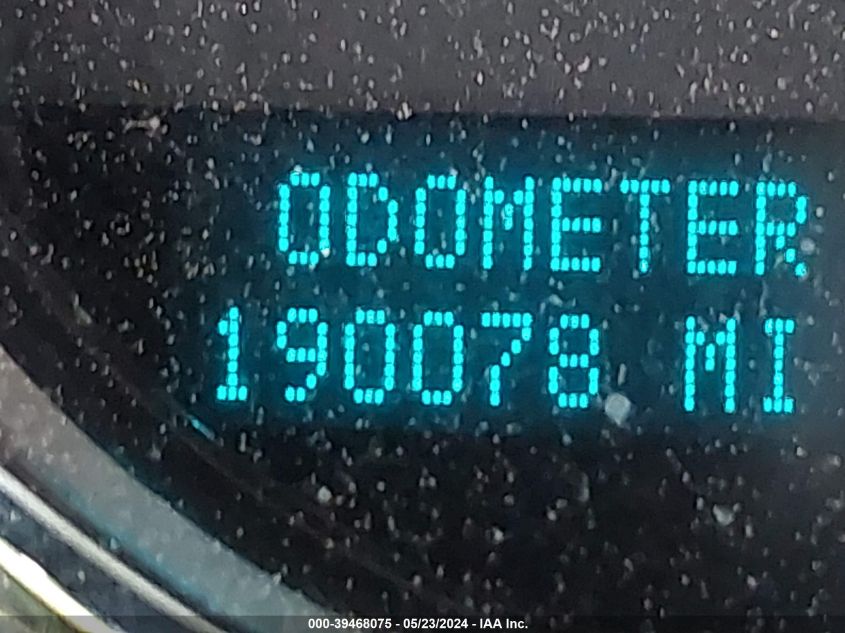 ODOMETER
190078 MI
000-39468075 - 05/23/2024 - IAA Inc.